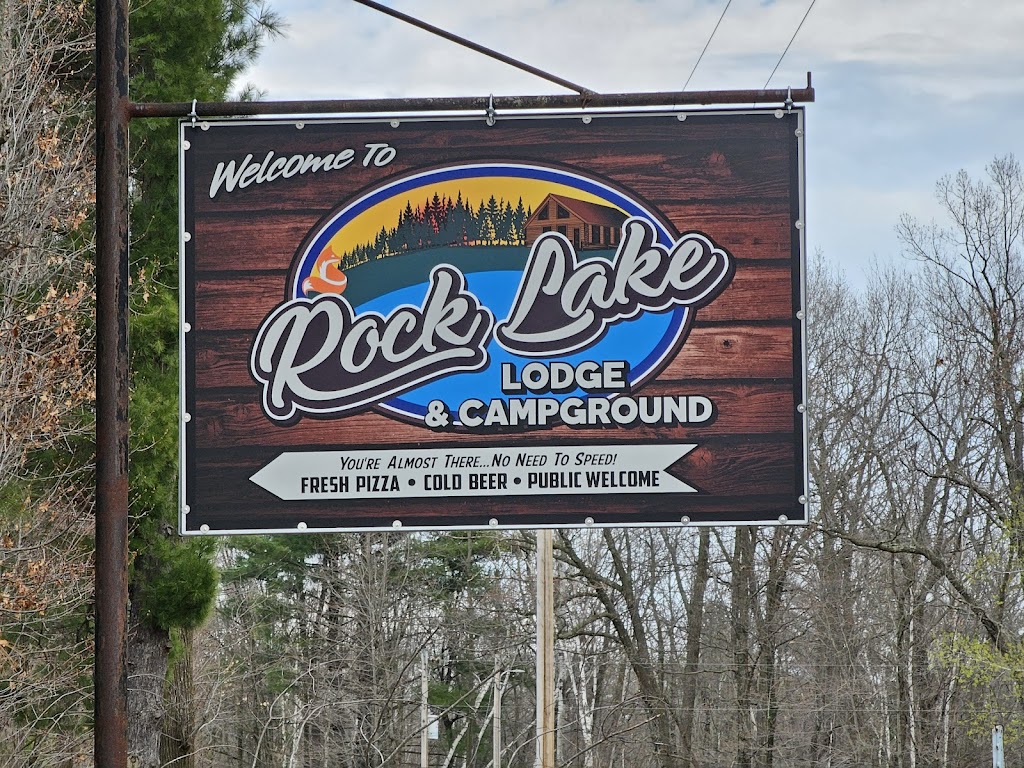 Welcome To
Rock Lake
LODGE
& CAMPGROUND
YOU'RE ALMOST THERE...NO NEED TO SPEED!
FRESH PIZZA • COLD BEER • PUBLIC WELCOME